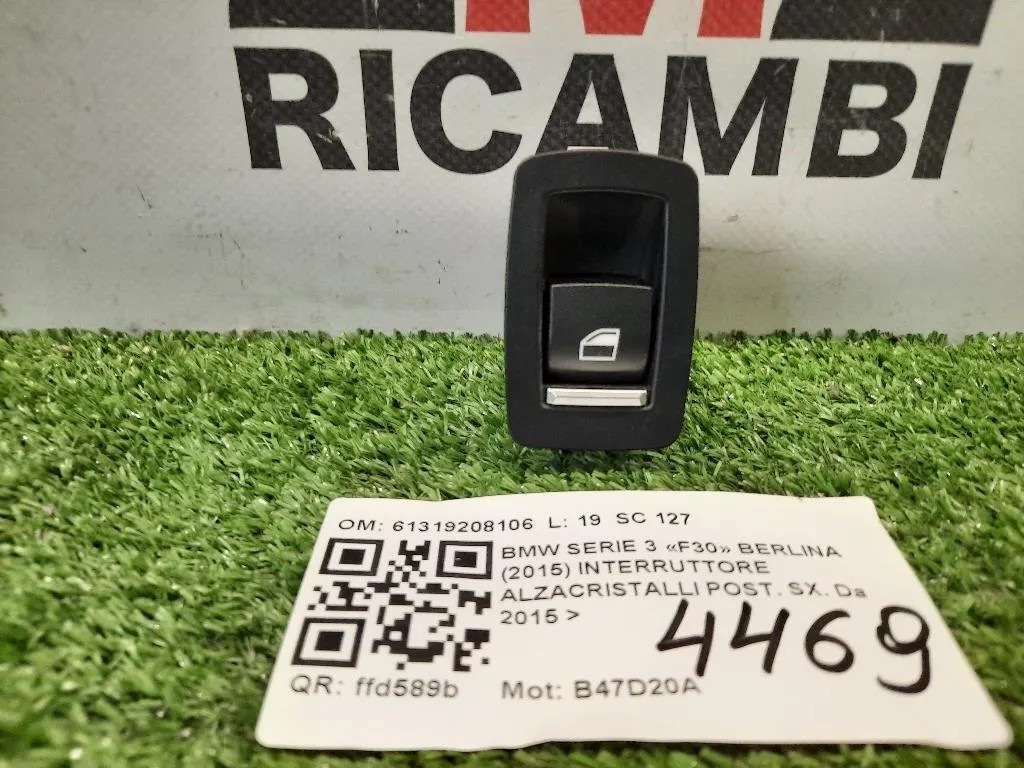 RICAMBI
OM: 61319208106 L: 19 SC 127
BMW SERIE 3 «F30» BERLINA
(2015) INTERRUTTORE
ALZACRISTALLI POST. SX. Da
2015 >
4469
QR: ffd589b Mot: B47D20A